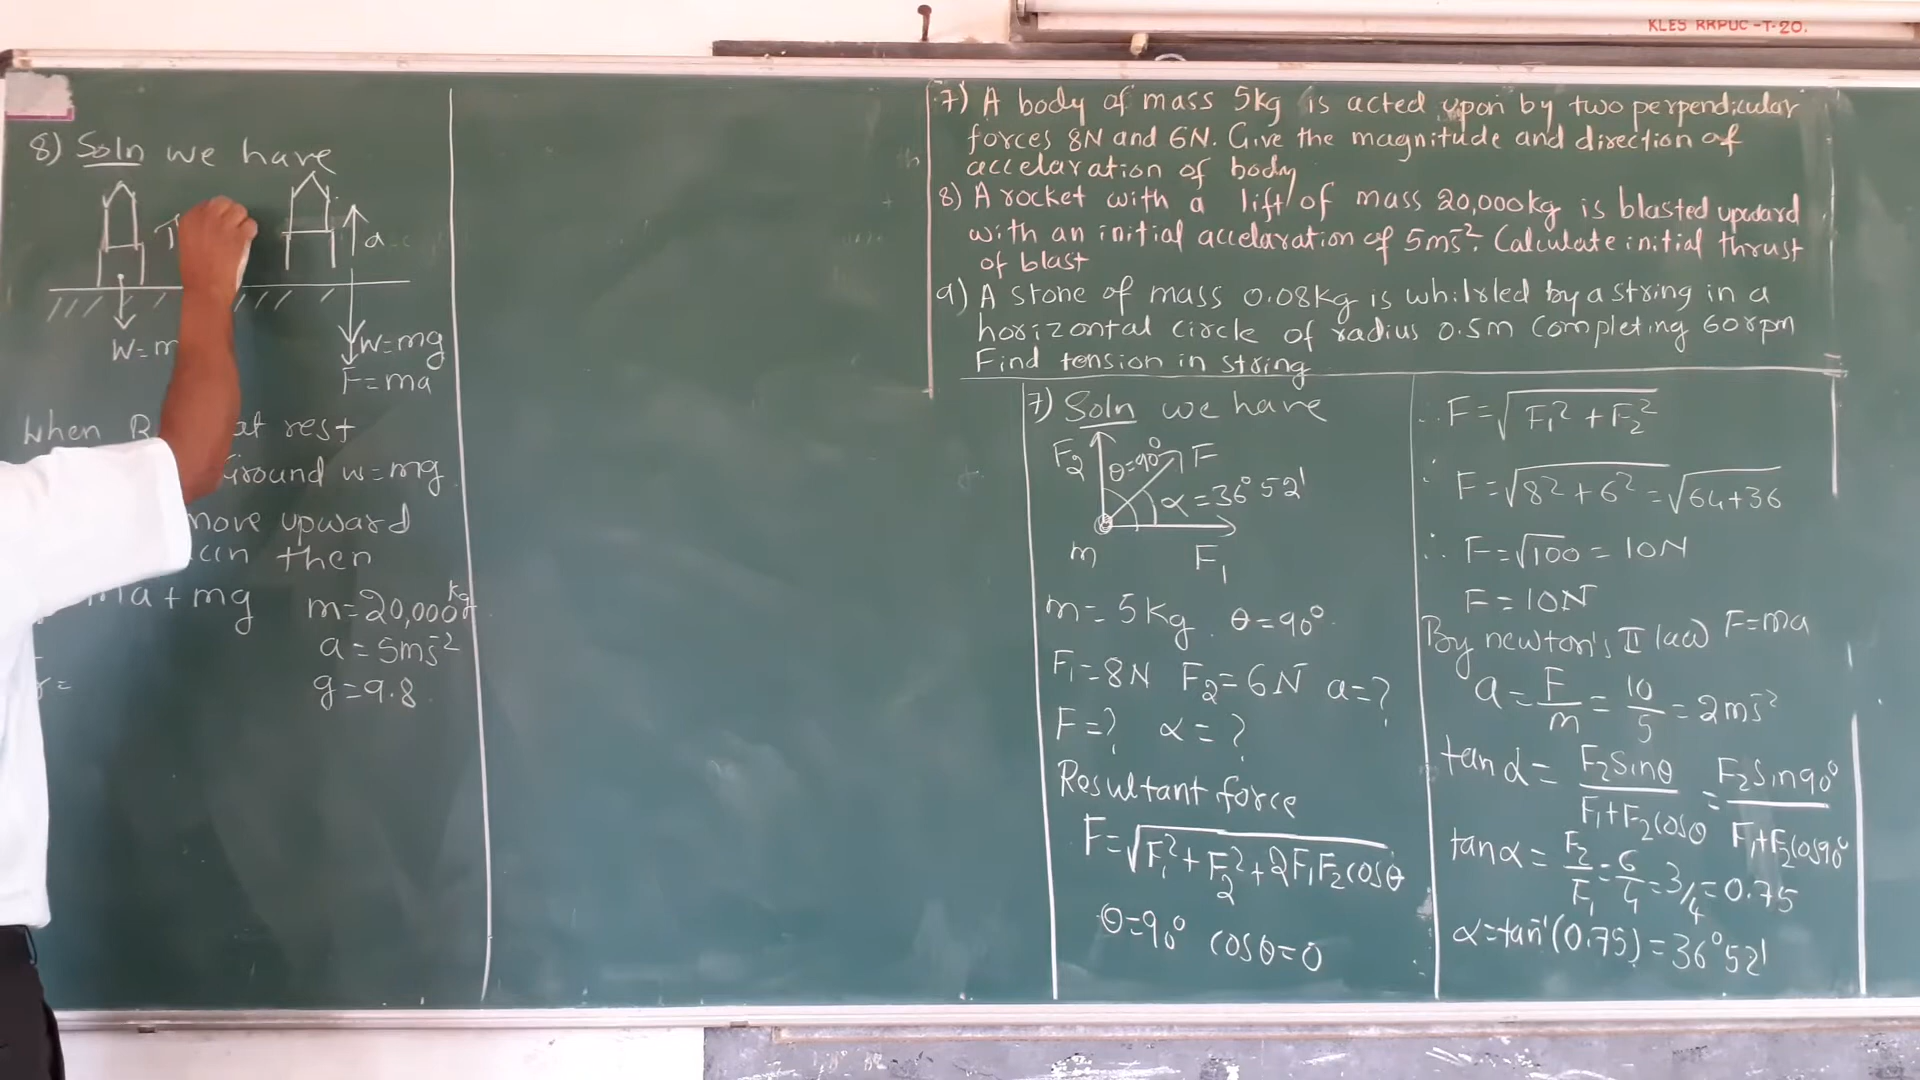 KLES RRPUC-T-20.
8) Soln we have
a
W=m
W=mg
F=ma
When at rest
Ground w=mg
move upward
then
ma+mg
m=20,000kg
a=5ms⁻²
g=9.8
7) A body of mass 5kg is acted upon by two perpendicular
forces 8N and 6N. Give the magnitude and direction of
accelaration of body
8) A rocket with a lift of mass 20,000kg is blasted upward
with an initial accelaration of 5ms⁻². Calculate initial thrust
of blast
9) A stone of mass 0.08kg is whilrled by a string in a
horizontal circle of radius 0.5m completing 60rpm
Find tension in string
7) Soln we have
F₂ θ=90° F
α=36°52'
m F₁
m=5kg. θ=90°.
F₁=8N F₂=6N a=?
F=? α=?
Resultant force
F=√F₁²+F₂²+2F₁F₂cosθ
θ=90° cosθ=0
∴ F=√F₁²+F₂²
∴ F=√8²+6²=√64+36
∴ F=√100=10N
F=10N
By newton's II law F=ma
a=F/m=10/5=2ms⁻²
tanα=F₂sinθ/F₁+F₂cosθ=F₂sin90°/F₁+F₂cos90°
tanα=F₂/F₁=6/4=3/4=0.75
α=tan⁻¹(0.75)=36°52'